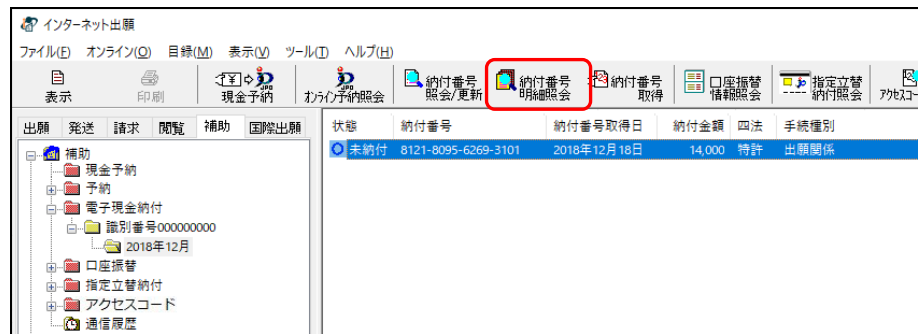 インターネット出願
ファイル(F) オンライン(O) 目録(M) 表示(V) ツール(T) ヘルプ(H)
表示
印刷
現金予納
オンライン予納照会
納付番号
照会/更新
納付番号
明細照会
納付番号
取得
口座振替
情報照会
指定立替
納付照会
アクセスコー
出願 発送 請求 閲覧 補助 国際出願
状態 納付番号 納付番号取得日 納付金額 四法 手続種別
未納付 8121-8095-6269-3101 2018年12月18日 14,000 特許 出願関係
補助
現金予納
予納
電子現金納付
識別番号000000000
2018年12月
口座振替
指定立替納付
アクセスコード
通信履歴